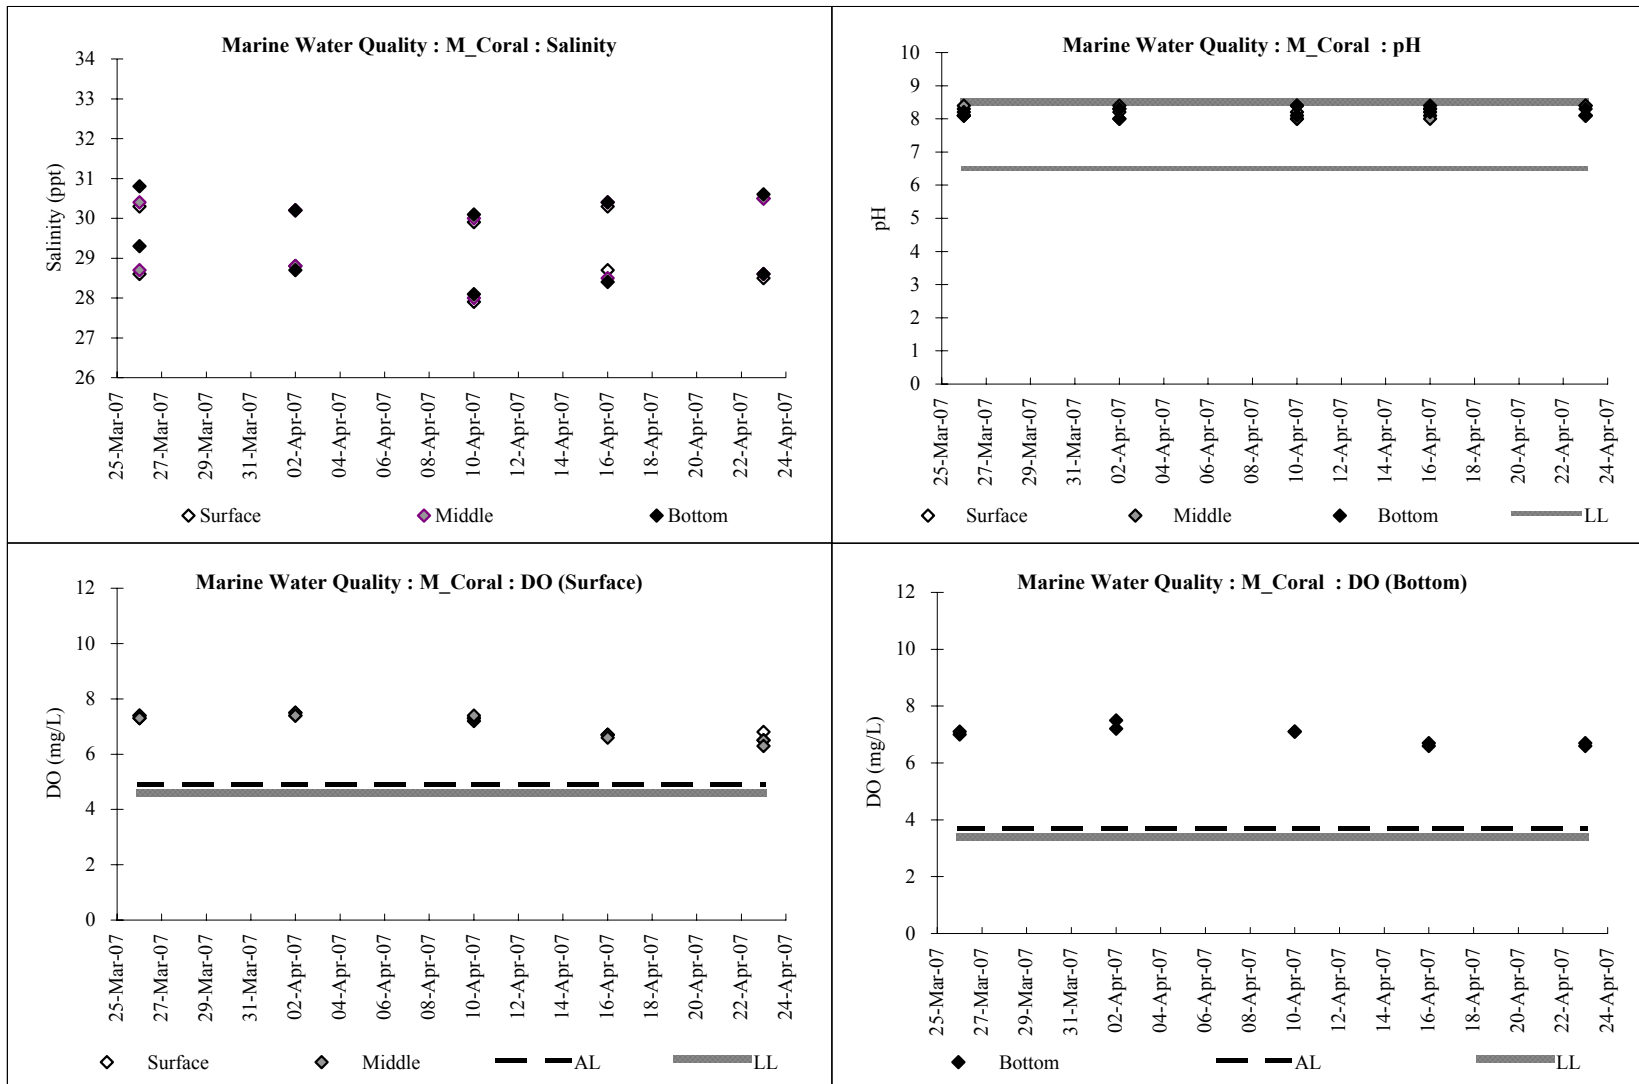 Marine Water Quality : M_Coral : Salinity
34
33
32
31
30
29
28
27
26
Salinity (ppt)
25-Mar-07
27-Mar-07
29-Mar-07
31-Mar-07
02-Apr-07
04-Apr-07
06-Apr-07
08-Apr-07
10-Apr-07
12-Apr-07
14-Apr-07
16-Apr-07
18-Apr-07
20-Apr-07
22-Apr-07
24-Apr-07
Surface Middle Bottom
Marine Water Quality : M_Coral : pH
10
9
8
7
6
5
4
3
2
1
0
pH
25-Mar-07
27-Mar-07
29-Mar-07
31-Mar-07
02-Apr-07
04-Apr-07
06-Apr-07
08-Apr-07
10-Apr-07
12-Apr-07
14-Apr-07
16-Apr-07
18-Apr-07
20-Apr-07
22-Apr-07
24-Apr-07
Surface Middle Bottom LL
Marine Water Quality : M_Coral : DO (Surface)
12
10
8
6
4
2
0
DO (mg/L)
25-Mar-07
27-Mar-07
29-Mar-07
31-Mar-07
02-Apr-07
04-Apr-07
06-Apr-07
08-Apr-07
10-Apr-07
12-Apr-07
14-Apr-07
16-Apr-07
18-Apr-07
20-Apr-07
22-Apr-07
24-Apr-07
Surface Middle AL LL
Marine Water Quality : M_Coral : DO (Bottom)
12
10
8
6
4
2
0
DO (mg/L)
25-Mar-07
27-Mar-07
29-Mar-07
31-Mar-07
02-Apr-07
04-Apr-07
06-Apr-07
08-Apr-07
10-Apr-07
12-Apr-07
14-Apr-07
16-Apr-07
18-Apr-07
20-Apr-07
22-Apr-07
24-Apr-07
Bottom AL LL